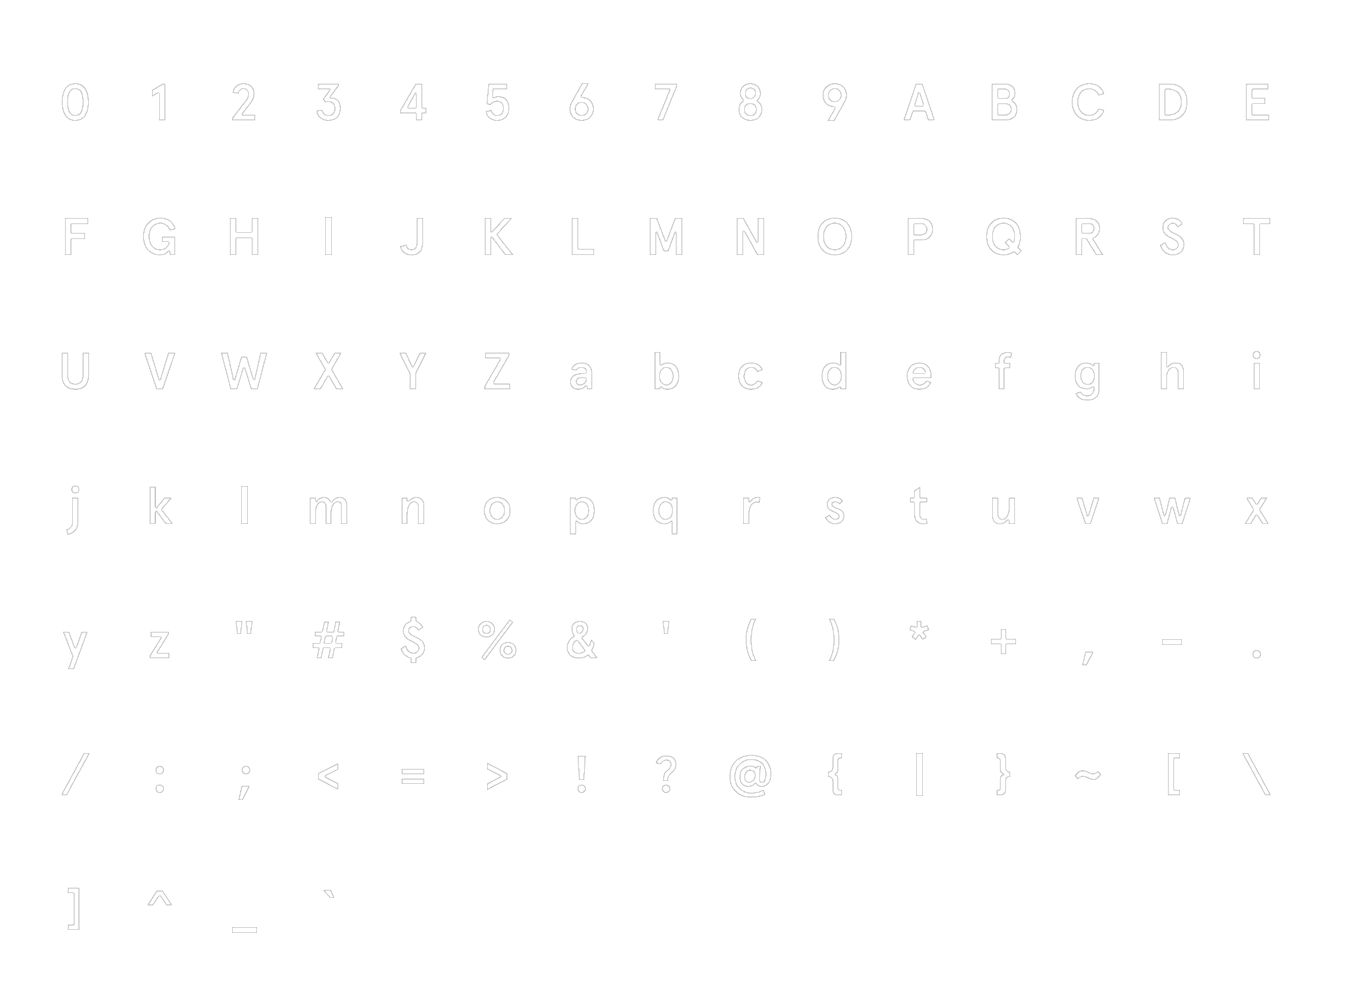 0 1 2 3 4 5 6 7 8 9 A B C D E
F G H I J K L M N O P Q R S T
U V W X Y Z a b c d e f g h i
j k l m n o p q r s t u v w x
y z " # $ % & ' ( ) * + , - .
/ : ; < = > ! ? @ { | } ~ [ \
] ^ _ `